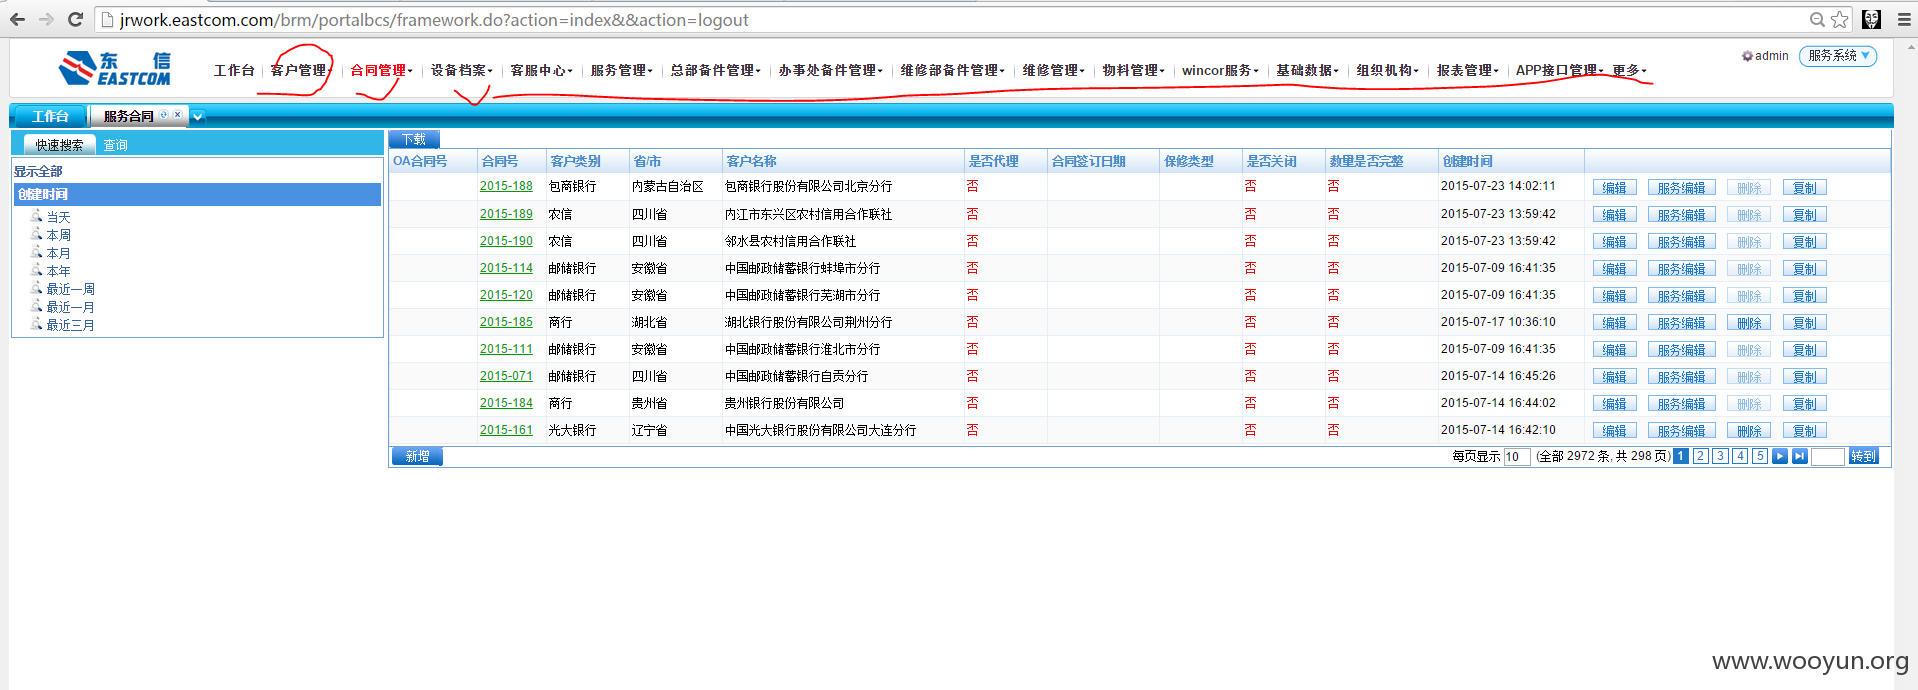 jrwork.eastcom.com/brm/portalbcs/framework.do?action=index&&action=logout
东 信
EASTCOM
工作台 客户管理 合同管理 设备档案 客服中心 服务管理 总部备件管理 办事处备件管理 维修部备件管理 维修管理 物料管理 wincor服务 基础数据 组织机构 报表管理 APP接口管理 更多
admin 服务系统
工作台 服务合同
快速搜索 查询
显示全部
创建时间
当天
本周
本月
本年
最近一周
最近一月
最近三月
下载
OA合同号 合同号 客户类别 省/市 客户名称 是否代理 合同签订日期 保修类型 是否关闭 数量是否完整 创建时间
2015-188 包商银行 内蒙古自治区 包商银行股份有限公司北京分行 否 否 否 2015-07-23 14:02:11 编辑 服务编辑 删除 复制
2015-189 农信 四川省 内江市东兴区农村信用合作联社 否 否 否 2015-07-23 13:59:42 编辑 服务编辑 删除 复制
2015-190 农信 四川省 邻水县农村信用合作联社 否 否 否 2015-07-23 13:59:42 编辑 服务编辑 删除 复制
2015-114 邮储银行 安徽省 中国邮政储蓄银行蚌埠市分行 否 否 否 2015-07-09 16:41:35 编辑 服务编辑 删除 复制
2015-120 邮储银行 安徽省 中国邮政储蓄银行芜湖市分行 否 否 否 2015-07-09 16:41:35 编辑 服务编辑 删除 复制
2015-185 商行 湖北省 湖北银行股份有限公司荆州分行 否 否 否 2015-07-17 10:36:10 编辑 服务编辑 删除 复制
2015-111 邮储银行 安徽省 中国邮政储蓄银行淮北市分行 否 否 否 2015-07-09 16:41:35 编辑 服务编辑 删除 复制
2015-071 邮储银行 四川省 中国邮政储蓄银行自贡分行 否 否 否 2015-07-14 16:45:26 编辑 服务编辑 删除 复制
2015-184 商行 贵州省 贵州银行股份有限公司 否 否 否 2015-07-14 16:44:02 编辑 服务编辑 删除 复制
2015-161 光大银行 辽宁省 中国光大银行股份有限公司大连分行 否 否 否 2015-07-14 16:42:10 编辑 服务编辑 删除 复制
新增 每页显示 10 (全部 2972 条, 共 298 页) 1 2 3 4 5 转到
www.wooyun.org